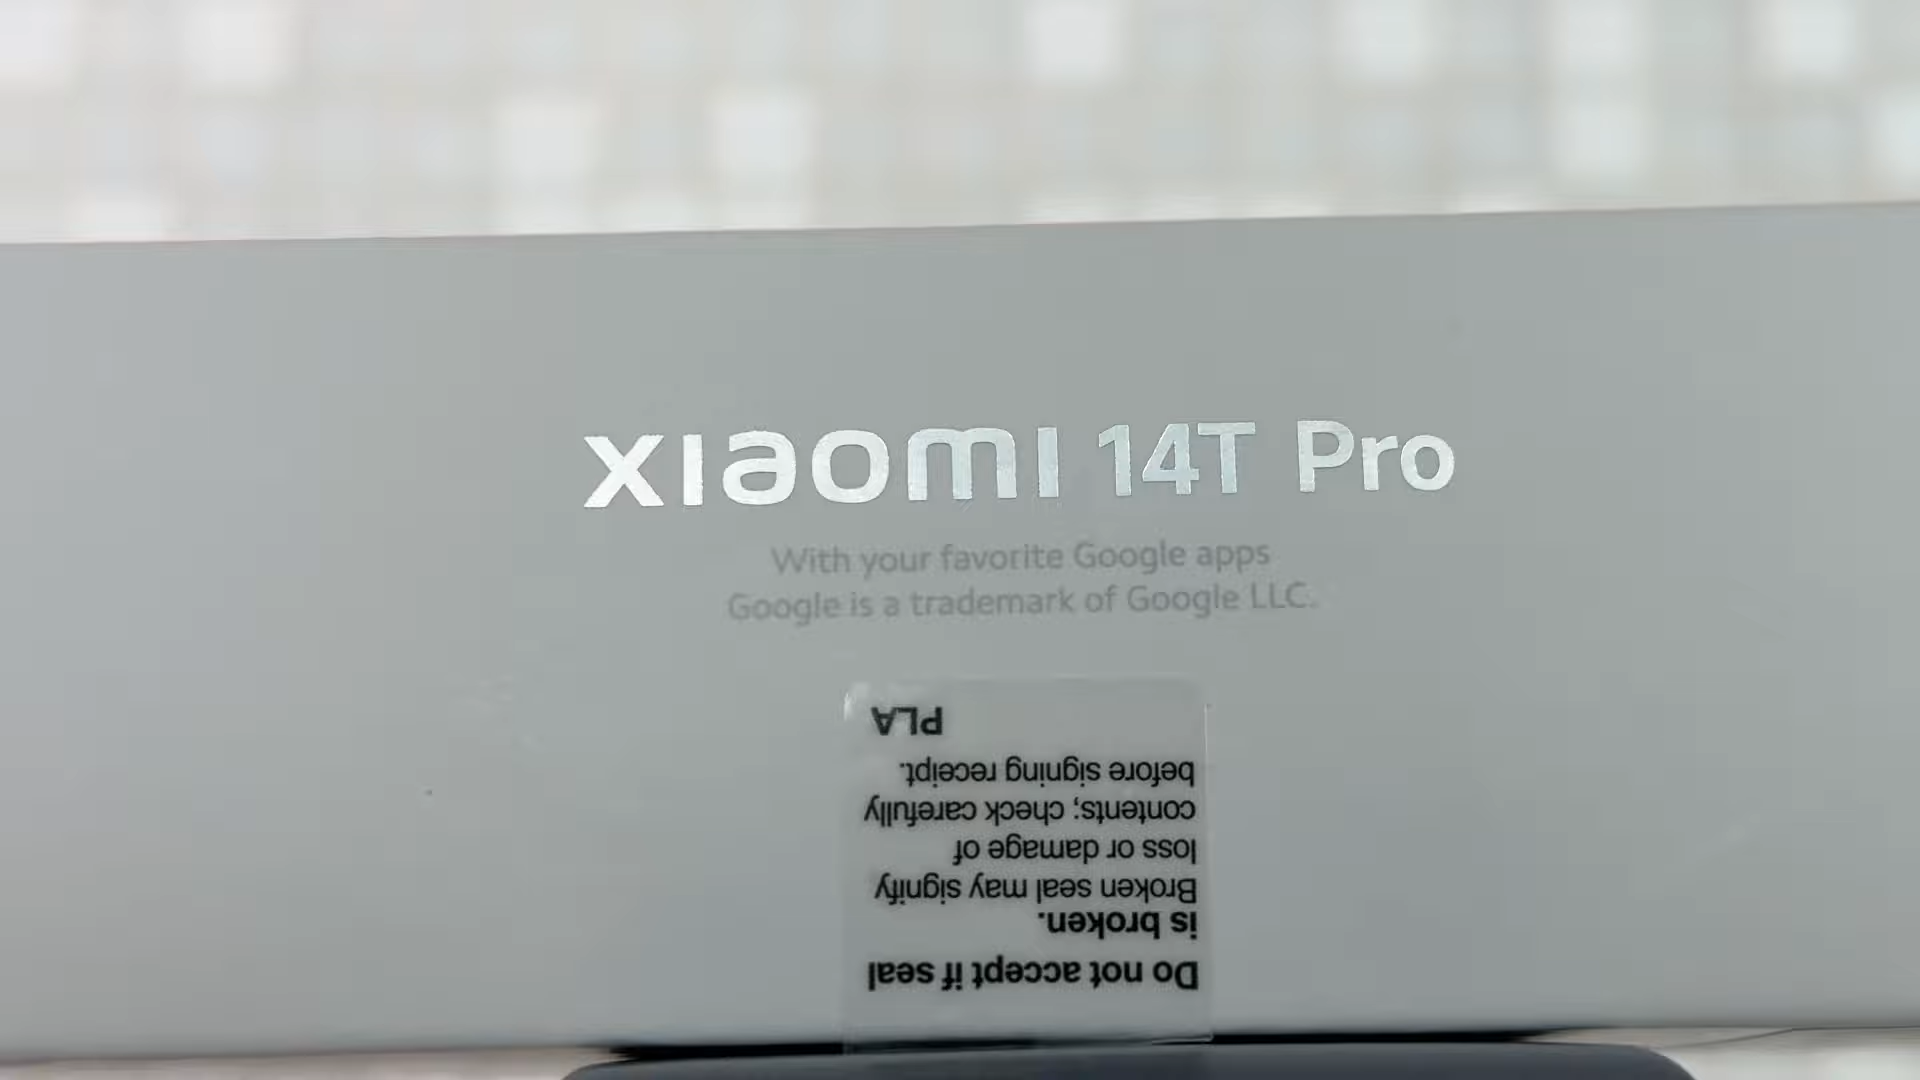 xiaomi 14T Pro
With your favorite Google apps
Google is a trademark of Google LLC.
Do not accept if seal
is broken.
Broken seal may signify
loss or damage of
contents; check carefully
before signing receipt.
PLA